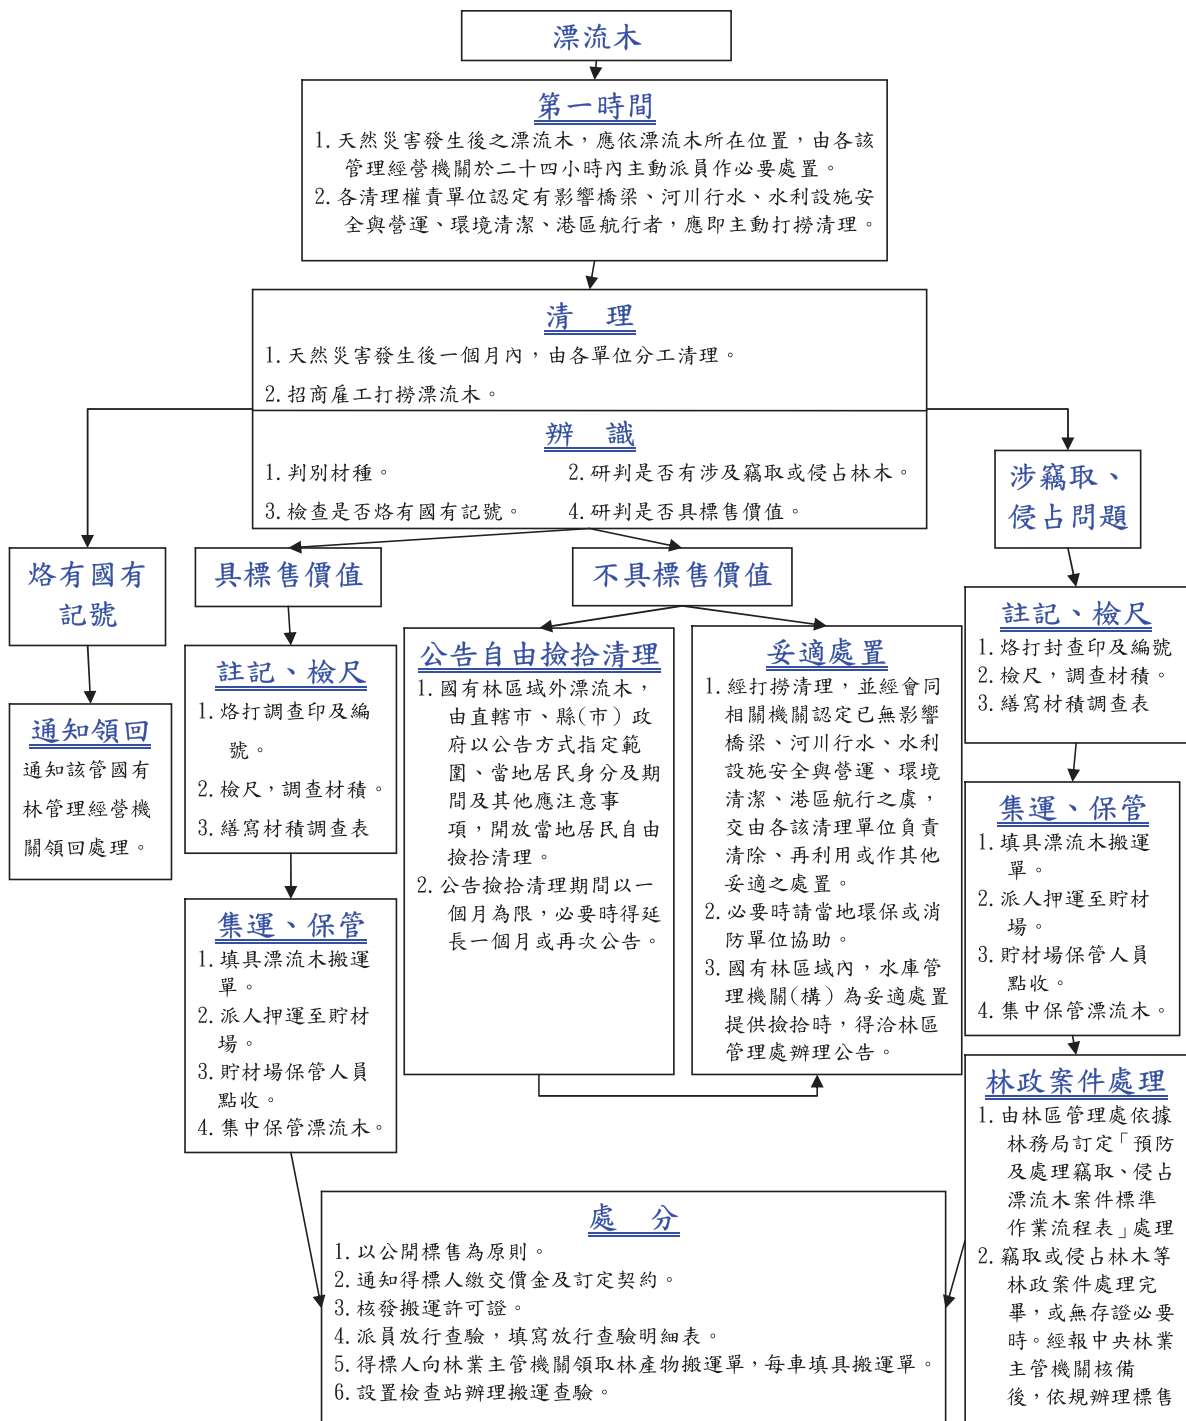 漂流木
第一時間
1. 天然災害發生後之漂流木，應依漂流木所在位置，由各該
管理經營機關於二十四小時內主動派員作必要處置。
2. 各清理權責單位認定有影響橋梁、河川行水、水利設施安
全與營運、環境清潔、港區航行者，應即主動打撈清理。
清 理
1. 天然災害發生後一個月內，由各單位分工清理。
2. 招商雇工打撈漂流木。
辨 識
1. 判別材種。 2. 研判是否有涉及竊取或侵占林木。
3. 檢查是否烙有國有記號。 4. 研判是否具標售價值。
烙有國有
記號
通知領回
通知該管國有
林管理經營機
關領回處理。
具標售價值
註記、檢尺
1. 烙打調查印及編
號。
2. 檢尺，調查材積。
3. 繕寫材積調查表
集運、保管
1. 填具漂流木搬運
單。
2. 派人押運至貯材
場。
3. 貯材場保管人員
點收。
4. 集中保管漂流木。
不具標售價值
公告自由撿拾清理
1. 國有林區域外漂流木，
由直轄市、縣(市)政
府以公告方式指定範
圍、當地居民身分及期
間及其他應注意事
項，開放當地居民自由
撿拾清理。
2. 公告撿拾清理期間以一
個月為限，必要時得延
長一個月或再次公告。
妥適處置
1. 經打撈清理，並經會同
相關機關認定已無影響
橋梁、河川行水、水利
設施安全與營運、環境
清潔、港區航行之虞，
交由各該清理單位負責
清除、再利用或作其他
妥適之處置。
2. 必要時請當地環保或消
防單位協助。
3. 國有林區域內，水庫管
理機關(構)為妥適處置
提供撿拾時，得洽林區
管理處辦理公告。
涉竊取、
侵占問題
註記、檢尺
1. 烙打封查印及編號
2. 檢尺，調查材積。
3. 繕寫材積調查表
集運、保管
1. 填具漂流木搬運
單。
2. 派人押運至貯材
場。
3. 貯材場保管人員
點收。
4. 集中保管漂流木。
林政案件處理
1. 由林區管理處依據
林務局訂定「預防
及處理竊取、侵占
漂流木案件標準
作業流程表」處理
2. 竊取或侵占林木等
林政案件處理完
畢，或無存證必要
時。經報中央林業
主管機關核備
後，依規辦理標售
處 分
1. 以公開標售為原則。
2. 通知得標人繳交價金及訂定契約。
3. 核發搬運許可證。
4. 派員放行查驗，填寫放行查驗明細表。
5. 得標人向林業主管機關領取林產物搬運單，每車填具搬運單。
6. 設置檢查站辦理搬運查驗。